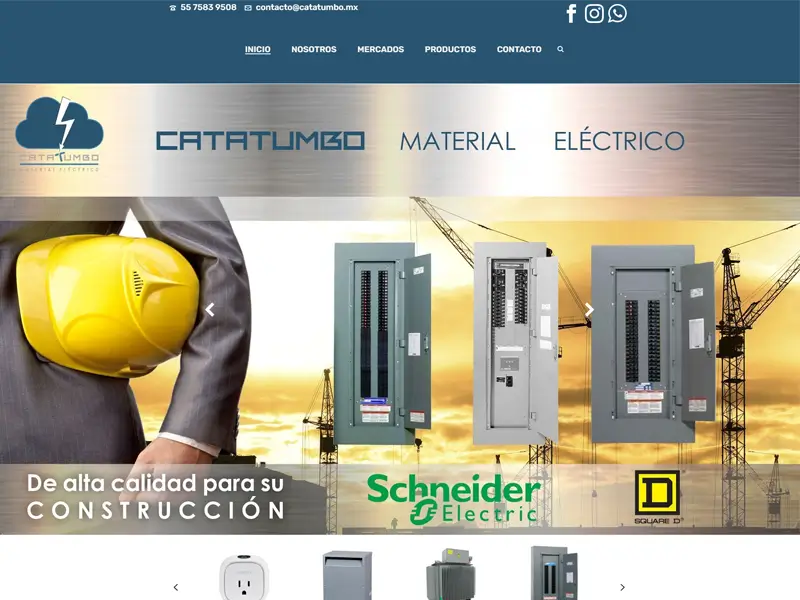 55 7583 9508 contacto@catatumbo.mx
INICIO NOSOTROS MERCADOS PRODUCTOS CONTACTO
CATATUMBO MATERIAL ELÉCTRICO
CATATUMBO
MATERIAL ELÉCTRICO
De alta calidad para su
CONSTRUCCIÓN
Schneider
Electric
D
SQUARE D